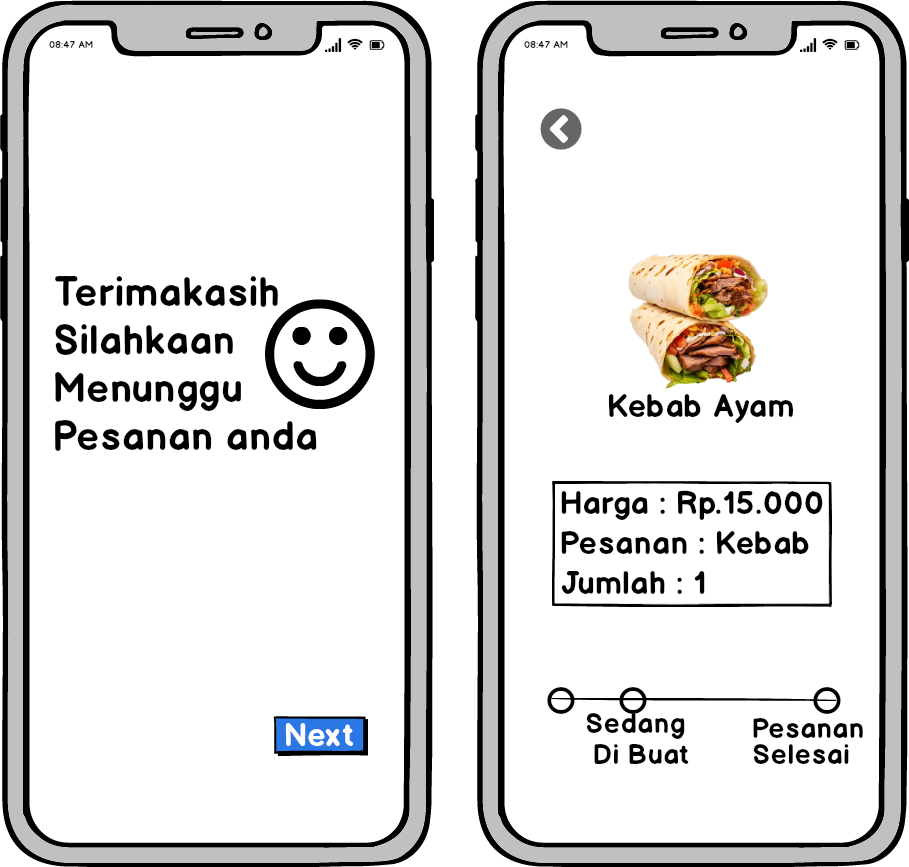 08:47 AM
Terimakasih
Silahkaan
Menunggu
Pesanan anda
Next
08:47 AM
Kebab Ayam
Harga : Rp.15.000
Pesanan : Kebab
Jumlah : 1
Sedang
Di Buat
Pesanan
Selesai